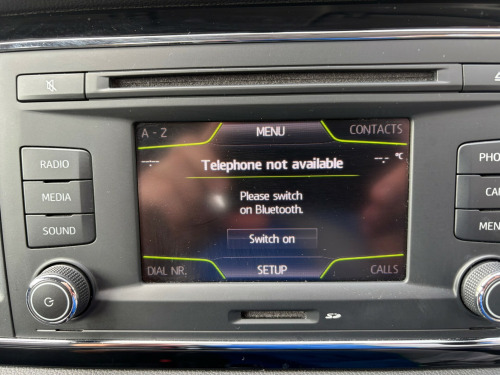 A - Z MENU CONTACTS
--.- °C
Telephone not available
RADIO
MEDIA
SOUND
Please switch
on Bluetooth.
Switch on
DIAL NR. SETUP CALLS
SD